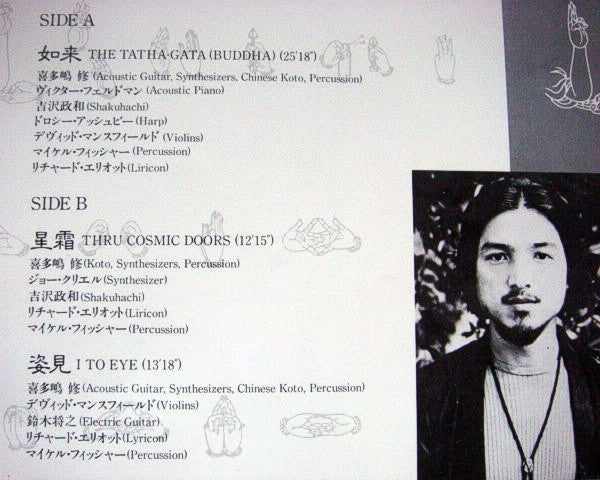 SIDE A
如来 THE TATHA-GATA (BUDDHA) (25'18")
喜多嶋 修 (Acoustic Guitar, Synthesizers, Chinese Koto, Percussion)
ヴィクター・フェルドマン (Acoustic Piano)
吉沢政和 (Shakuhachi)
ドロシー・アッシュビー (Harp)
デヴィッド・マンスフィールド (Violins)
マイケル・フィッシャー (Percussion)
リチャード・エリオット (Liricon)
SIDE B
星霜 THRU COSMIC DOORS (12'15")
喜多嶋 修 (Koto, Synthesizers, Percussion)
ジョー・クリエル (Synthesizer)
吉沢政和 (Shakuhachi)
リチャード・エリオット (Liricon)
マイケル・フィッシャー (Percussion)
姿見 I TO EYE (13'18")
喜多嶋 修 (Acoustic Guitar, Synthesizers, Chinese Koto, Percussion)
デヴィッド・マンスフィールド (Violins)
鈴木将之 (Electric Guitar)
リチャード・エリオット (Lyricon)
マイケル・フィッシャー (Percussion)